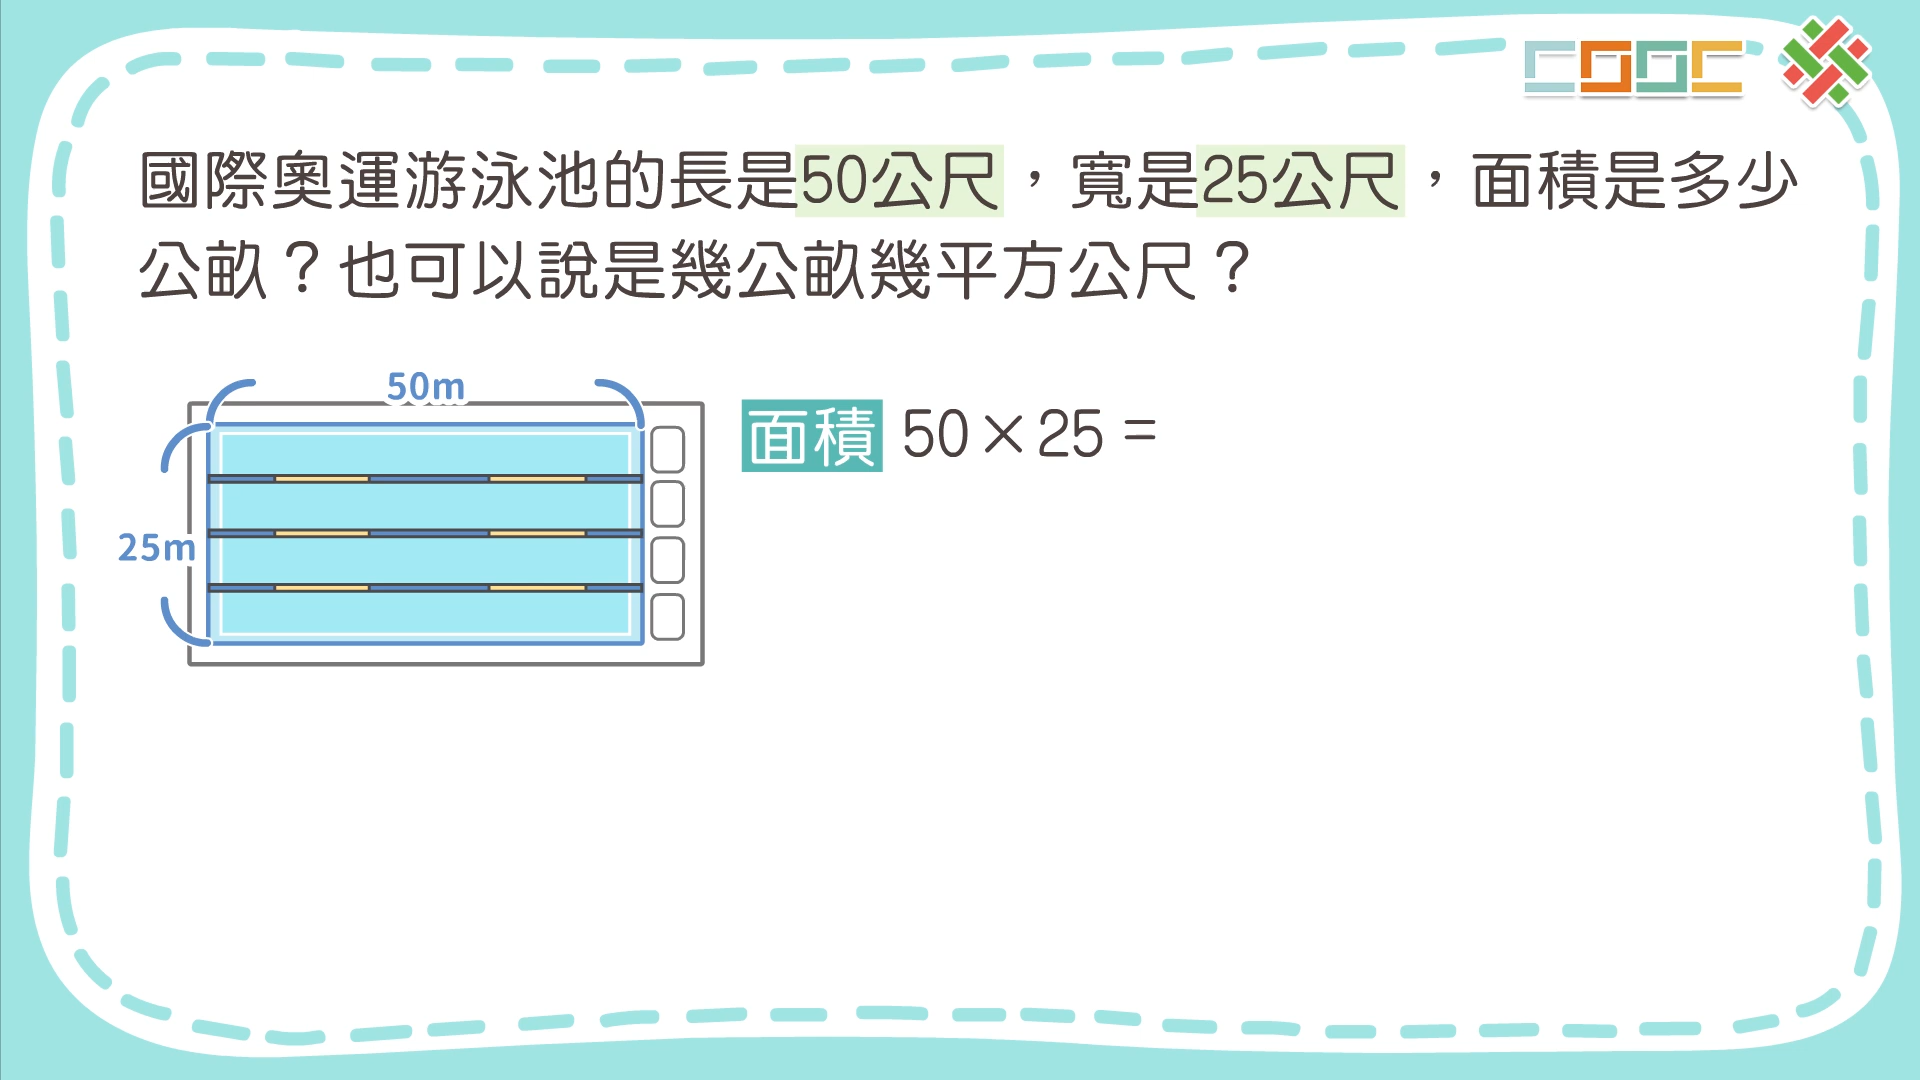 國際奧運游泳池的長是50公尺，寬是25公尺，面積是多少
公畝？也可以說是幾公畝幾平方公尺？
50m
25m
面積 50×25 =